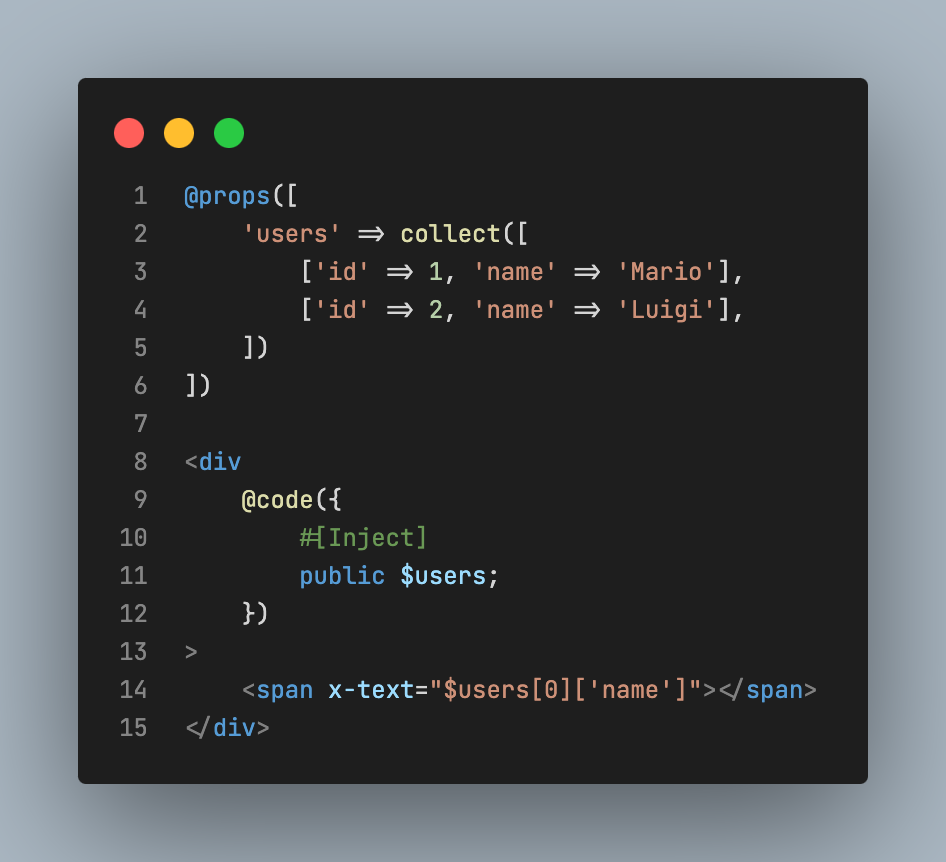 1 @props([
2     'users' => collect([
3         ['id' => 1, 'name' => 'Mario'],
4         ['id' => 2, 'name' => 'Luigi'],
5     ])
6 ])
7
8 <div
9     @code({
10         #[Inject]
11         public $users;
12     })
13 >
14     <span x-text="$users[0]['name']"></span>
15 </div>